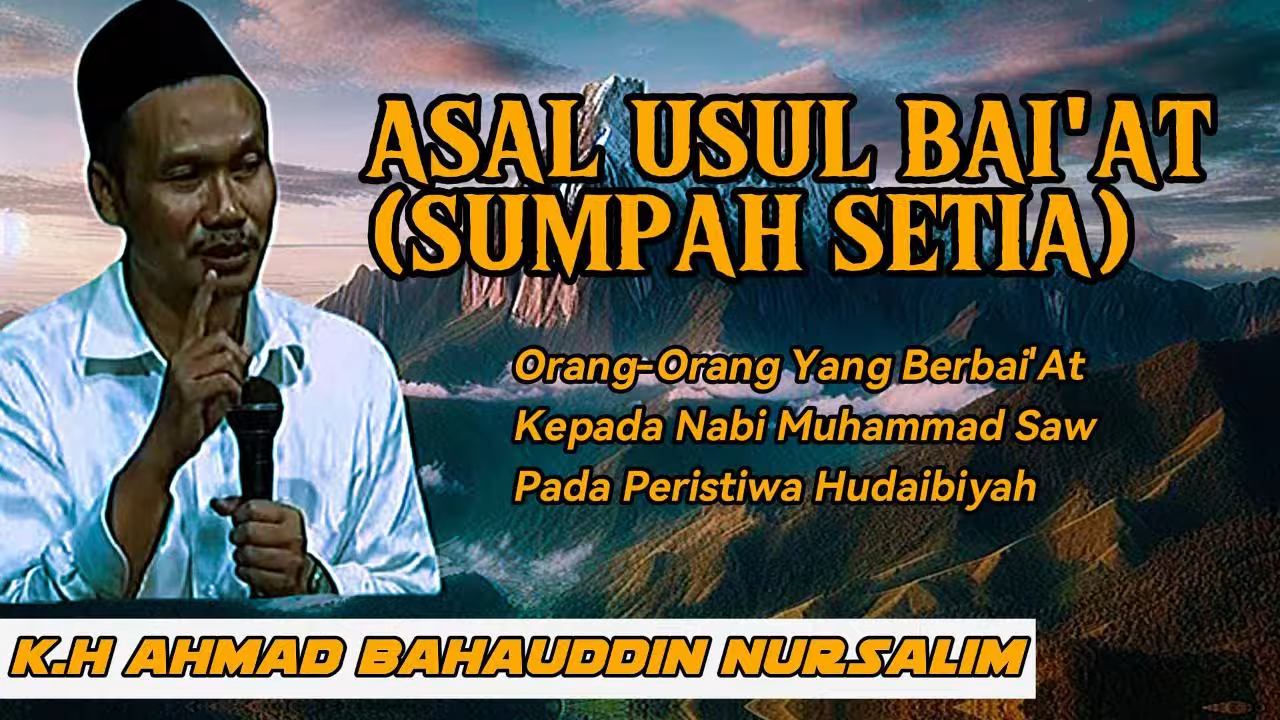 ASAL USUL BAI'AT
(SUMPAH SETIA)
Orang-Orang Yang Berbai'At
Kepada Nabi Muhammad Saw
Pada Peristiwa Hudaibiyah
K.H AHMAD BAHAUDDIN NURSALIM